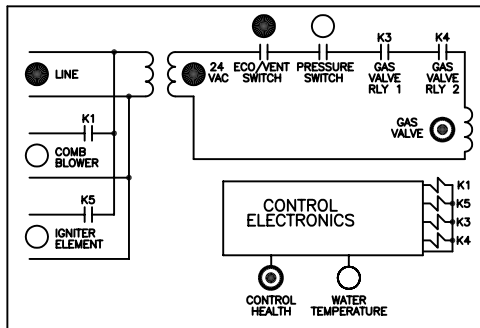 K3
K4
K1
LINE
24
VAC
ECO/VENT
SWITCH
PRESSURE
SWITCH
GAS
VALVE
RLY 1
GAS
VALVE
RLY 2
GAS
VALVE
COMB
BLOWER
K5
IGNITER
ELEMENT
CONTROL
ELECTRONICS
K1
K5
K3
K4
CONTROL
HEALTH
WATER
TEMPERATURE